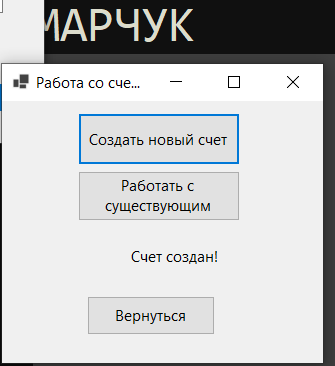 МАРЧУК
Работа со сче...
Создать новый счет
Работать с
существующим
Счет создан!
Вернуться